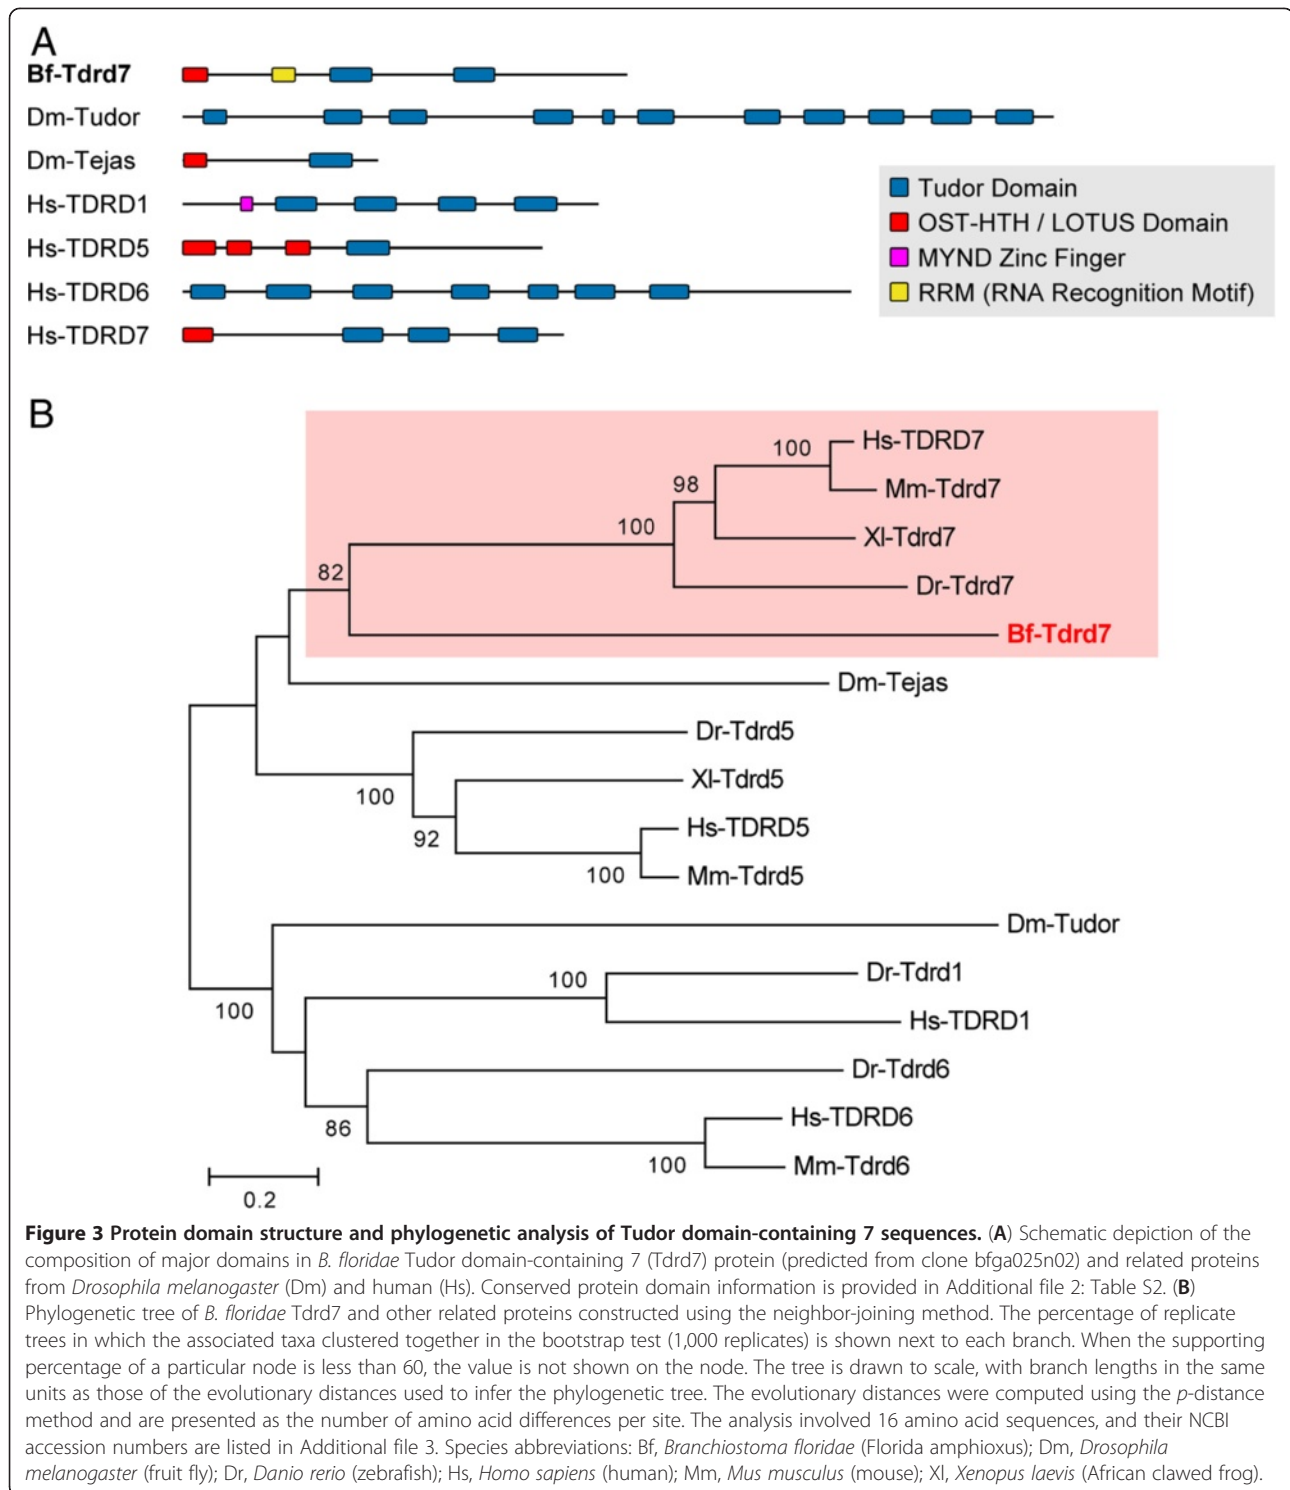 A
Bf-Tdrd7
Dm-Tudor
Dm-Tejas
Hs-TDRD1
Hs-TDRD5
Hs-TDRD6
Hs-TDRD7
Tudor Domain
OST-HTH / LOTUS Domain
MYND Zinc Finger
RRM (RNA Recognition Motif)
B
Hs-TDRD7
100
Mm-Tdrd7
98
Xl-Tdrd7
100
Dr-Tdrd7
82
Bf-Tdrd7
Dm-Tejas
Dr-Tdrd5
Xl-Tdrd5
100
Hs-TDRD5
92
Mm-Tdrd5
100
Dm-Tudor
Dr-Tdrd1
100
Hs-TDRD1
100
Dr-Tdrd6
Hs-TDRD6
86
Mm-Tdrd6
100
0.2
Figure 3 Protein domain structure and phylogenetic analysis of Tudor domain-containing 7 sequences. (A) Schematic depiction of the
composition of major domains in B. floridae Tudor domain-containing 7 (Tdrd7) protein (predicted from clone bfga025n02) and related proteins
from Drosophila melanogaster (Dm) and human (Hs). Conserved protein domain information is provided in Additional file 2: Table S2. (B)
Phylogenetic tree of B. floridae Tdrd7 and other related proteins constructed using the neighbor-joining method. The percentage of replicate
trees in which the associated taxa clustered together in the bootstrap test (1,000 replicates) is shown next to each branch. When the supporting
percentage of a particular node is less than 60, the value is not shown on the node. The tree is drawn to scale, with branch lengths in the same
units as those of the evolutionary distances used to infer the phylogenetic tree. The evolutionary distances were computed using the p-distance
method and are presented as the number of amino acid differences per site. The analysis involved 16 amino acid sequences, and their NCBI
accession numbers are listed in Additional file 3. Species abbreviations: Bf, Branchiostoma floridae (Florida amphioxus); Dm, Drosophila
melanogaster (fruit fly); Dr, Danio rerio (zebrafish); Hs, Homo sapiens (human); Mm, Mus musculus (mouse); Xl, Xenopus laevis (African clawed frog).